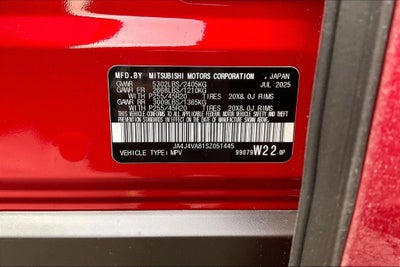 MFD.BY MITSUBISHI MOTORS CORPORATION ,JAPAN
GVWR 5302LBS/2405KG JUL 2025
GAWR FR 2668LBS/1210KG
WITH P255/45R20 TIRES 20X8.0J RIMS
GAWR RR 3009LBS/1365KG
WITH P255/45R20 TIRES 20X8.0J RIMS
THIS VEHICLE CONFORMS TO ALL APPLICABLE FEDERAL
MOTOR VEHICLE SAFETY STANDARDS IN EFFECT ON
THE DATE OF MANUFACTURE SHOWN ABOVE.
JA4J4VA81SZ051445
VEHICLE TYPE:MPV 99079 W22 0P